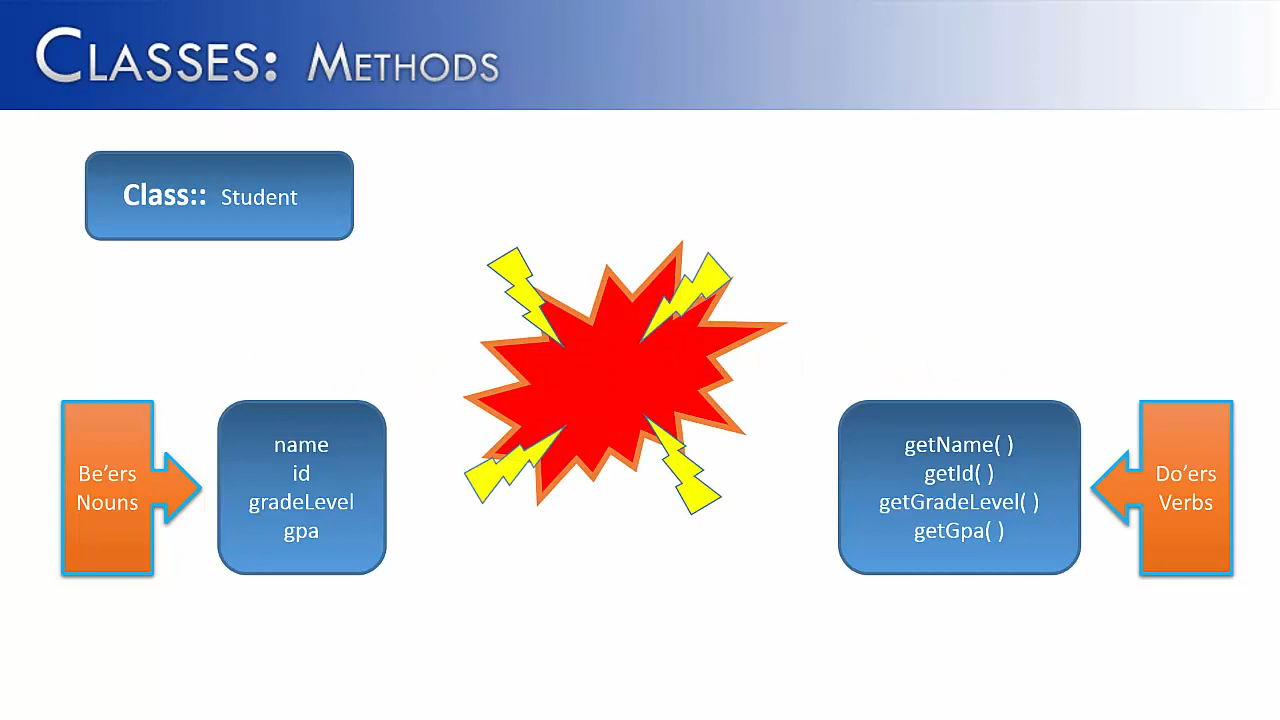 CLASSES: METHODS
Class:: Student
Be’ers
Nouns
name
id
gradeLevel
gpa
getName( )
getId( )
getGradeLevel( )
getGpa( )
Do’ers
Verbs